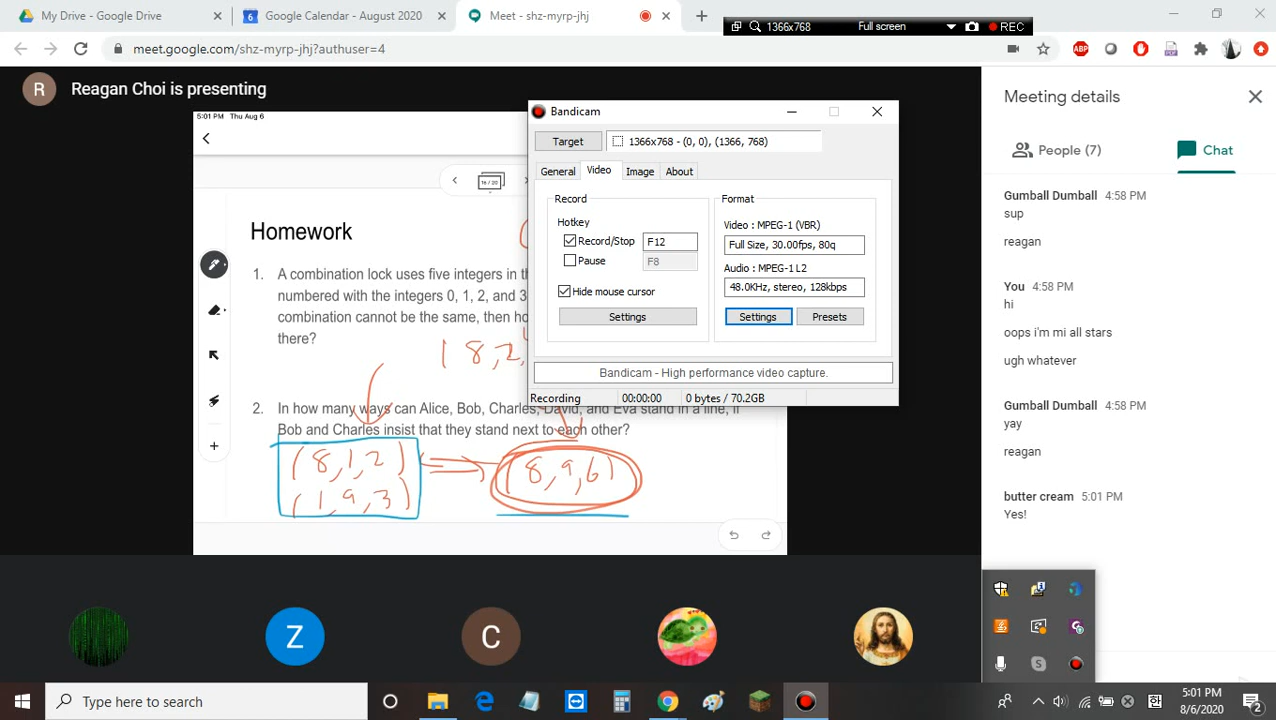 My Drive - Google Drive
6 Google Calendar - August 2020
Meet - shz-myrp-jhj
1366x768 Full screen REC
meet.google.com/shz-myrp-jhj?authuser=4
ABP
PDF
R
Reagan Choi is presenting
5:01 PM Thu Aug 6
16 / 20
Homework
1. A combination lock uses five integers in th
numbered with the integers 0, 1, 2, and 3
combination cannot be the same, then ho
there?
( 8,2,
2. In how many ways can Alice, Bob, Charles, David, and Eva stand in a line, if
Bob and Charles insist that they stand next to each other?
(8,1,2)
(8,9,6)
(1,9,3)
Bandicam
Target
1366x768 - (0, 0), (1366, 768)
General Video Image About
Record
Hotkey
Record/Stop F12
Pause F8
Hide mouse cursor
Settings
Format
Video : MPEG-1 (VBR)
Full Size, 30.00fps, 80q
Audio : MPEG-1 L2
48.0KHz, stereo, 128kbps
Settings Presets
Bandicam - High performance video capture.
Recording 00:00:00 0 bytes / 70.2GB
Meeting details
People (7) Chat
Gumball Dumball 4:58 PM
sup
reagan
You 4:58 PM
hi
oops i'm mi all stars
ugh whatever
Gumball Dumball 4:58 PM
yay
reagan
butter cream 5:01 PM
Yes!
Z
C
Type here to search
5:01 PM
8/6/2020
2